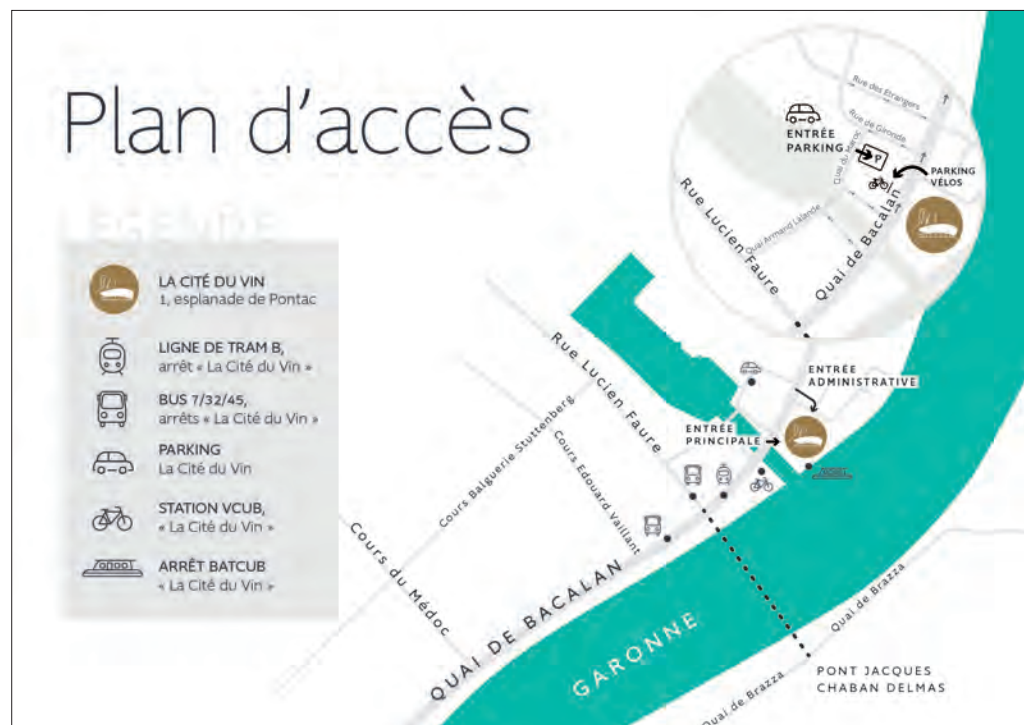 Plan d'accès
LÉGENDE
LA CITÉ DU VIN
1, esplanade de Pontac
LIGNE DE TRAM B,
arrêt « La Cité du Vin »
BUS 7/32/45,
arrêts « La Cité du Vin »
PARKING
La Cité du Vin
STATION VCUB,
« La Cité du Vin »
ARRÊT BATCUB
« La Cité du Vin »
Rue des Etrangers
Rue de Gironde
ENTRÉE
PARKING
P
Quai du Maroc
PARKING
VÉLOS
Rue Lucien Faure
Quai Armand Lalande
Quai de Bacalan
Rue Lucien Faure
ENTRÉE
ADMINISTRATIVE
ENTRÉE
PRINCIPALE
Cours Balguerie Stuttenberg
Cours Edouard Vaillant
Cours du Médoc
QUAI DE BACALAN
GARONNE
Quai de Brazza
PONT JACQUES
CHABAN DELMAS
Quai de Brazza